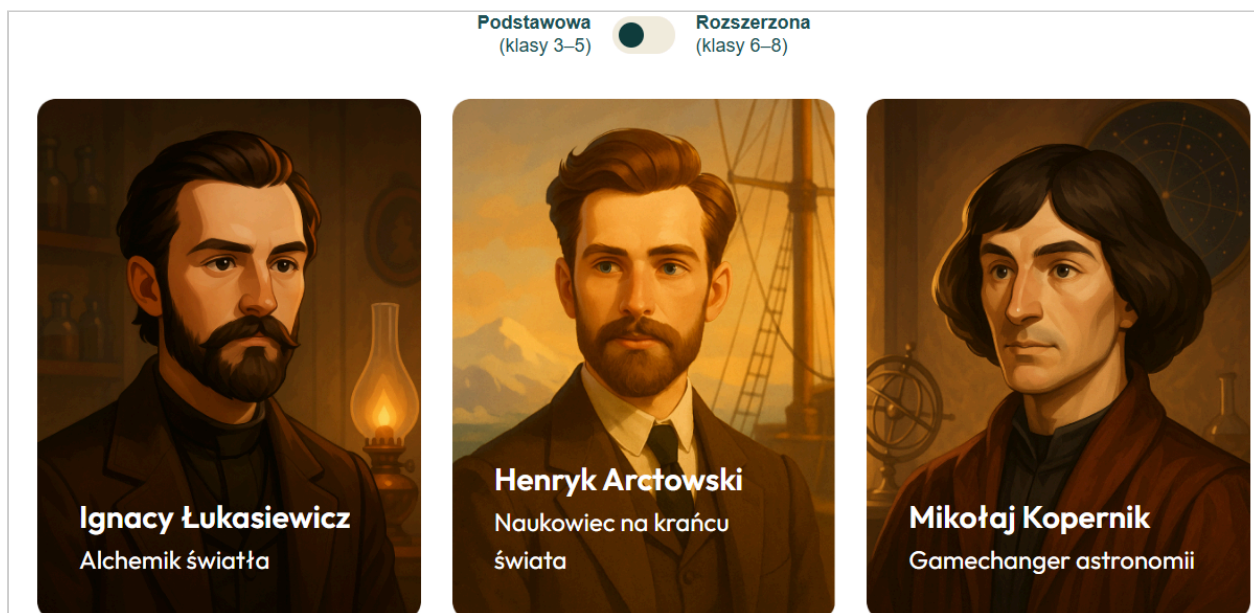 Podstawowa
(klasy 3–5)
Rozszerzona
(klasy 6–8)
Ignacy Łukasiewicz
Alchemik światła
Henryk Arctowski
Naukowiec na krańcu
świata
Mikołaj Kopernik
Gamechanger astronomii